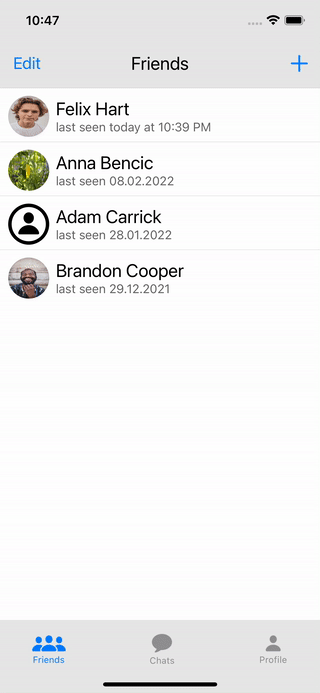 10:47
Edit
Friends
Felix Hart
last seen today at 10:39 PM
Anna Bencic
last seen 08.02.2022
Adam Carrick
last seen 28.01.2022
Brandon Cooper
last seen 29.12.2021
Friends
Chats
Profile